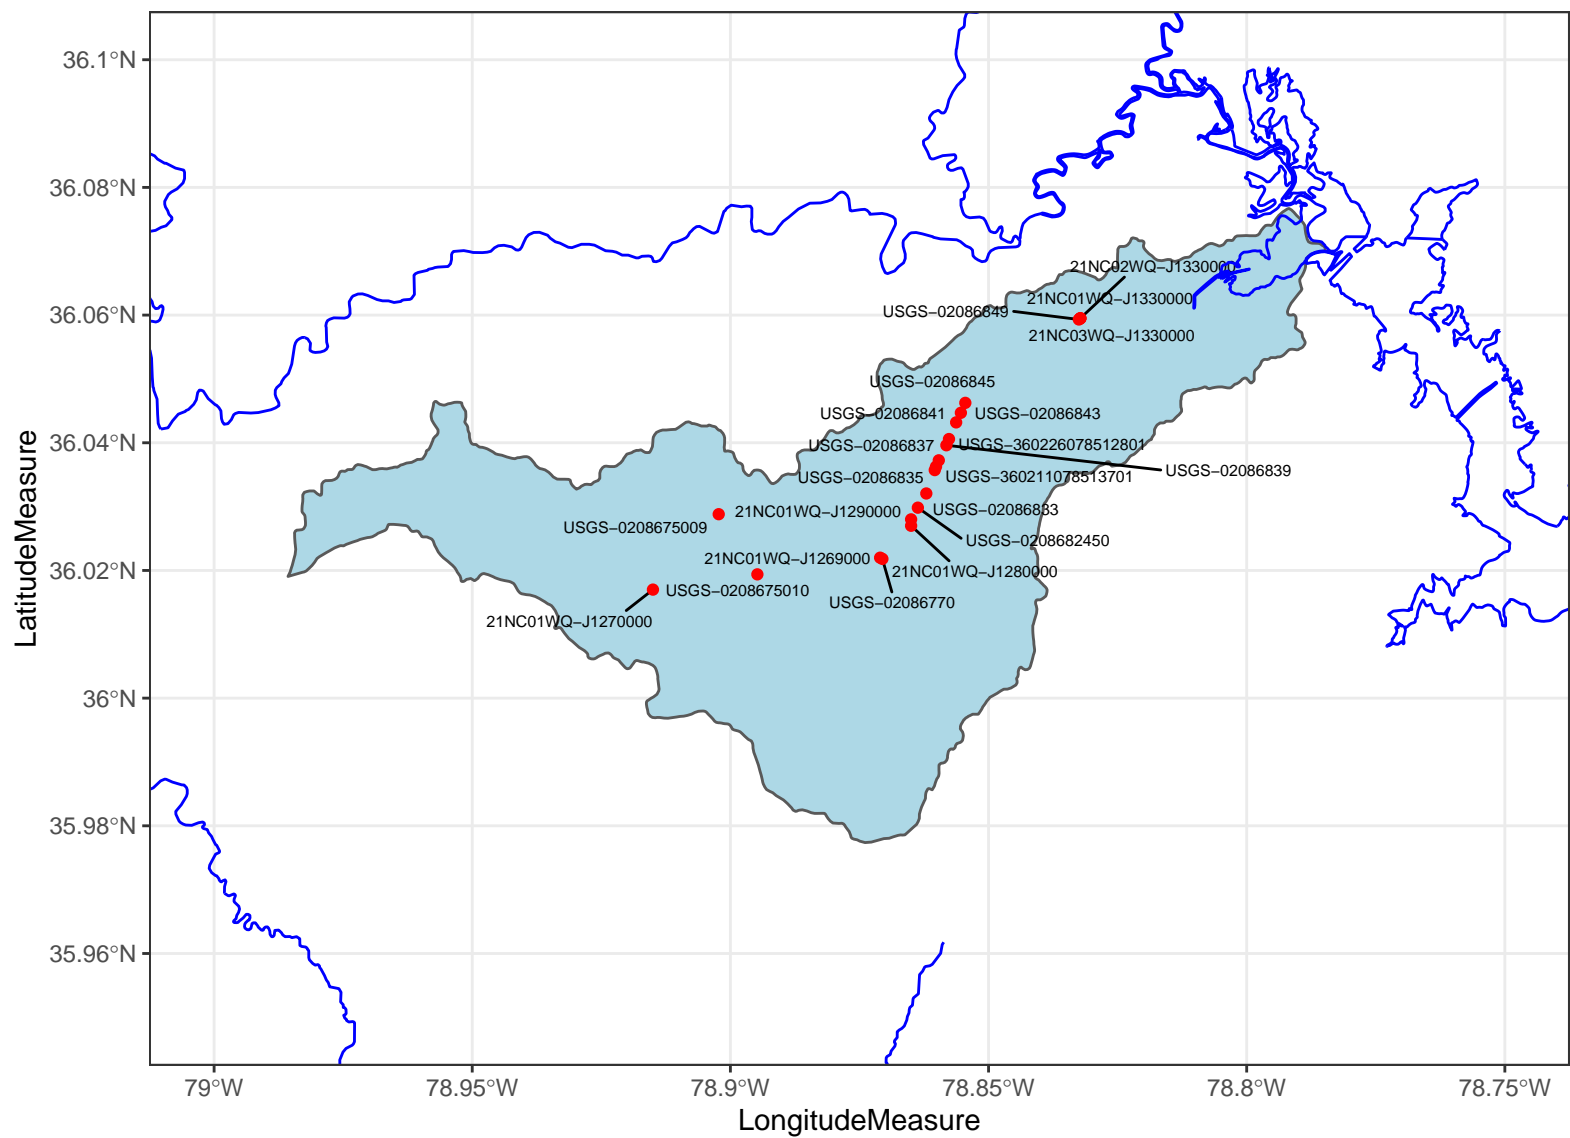 36.1°N
36.08°N
36.06°N
36.04°N
36.02°N
36°N
35.98°N
35.96°N
LatitudeMeasure
21NC02WQ−J1330000
21NC01WQ−J1330000
USGS−02086849
21NC03WQ−J1330000
USGS−02086845
USGS−02086841
USGS−02086843
USGS−02086837
USGS−360226078512801
USGS−02086839
USGS−02086835
USGS−360211078513701
21NC01WQ−J1290000
USGS−02086833
USGS−0208675009
USGS−0208682450
21NC01WQ−J1269000
21NC01WQ−J1280000
USGS−0208675010
USGS−02086770
21NC01WQ−J1270000
79°W
78.95°W
78.9°W
78.85°W
78.8°W
78.75°W
LongitudeMeasure